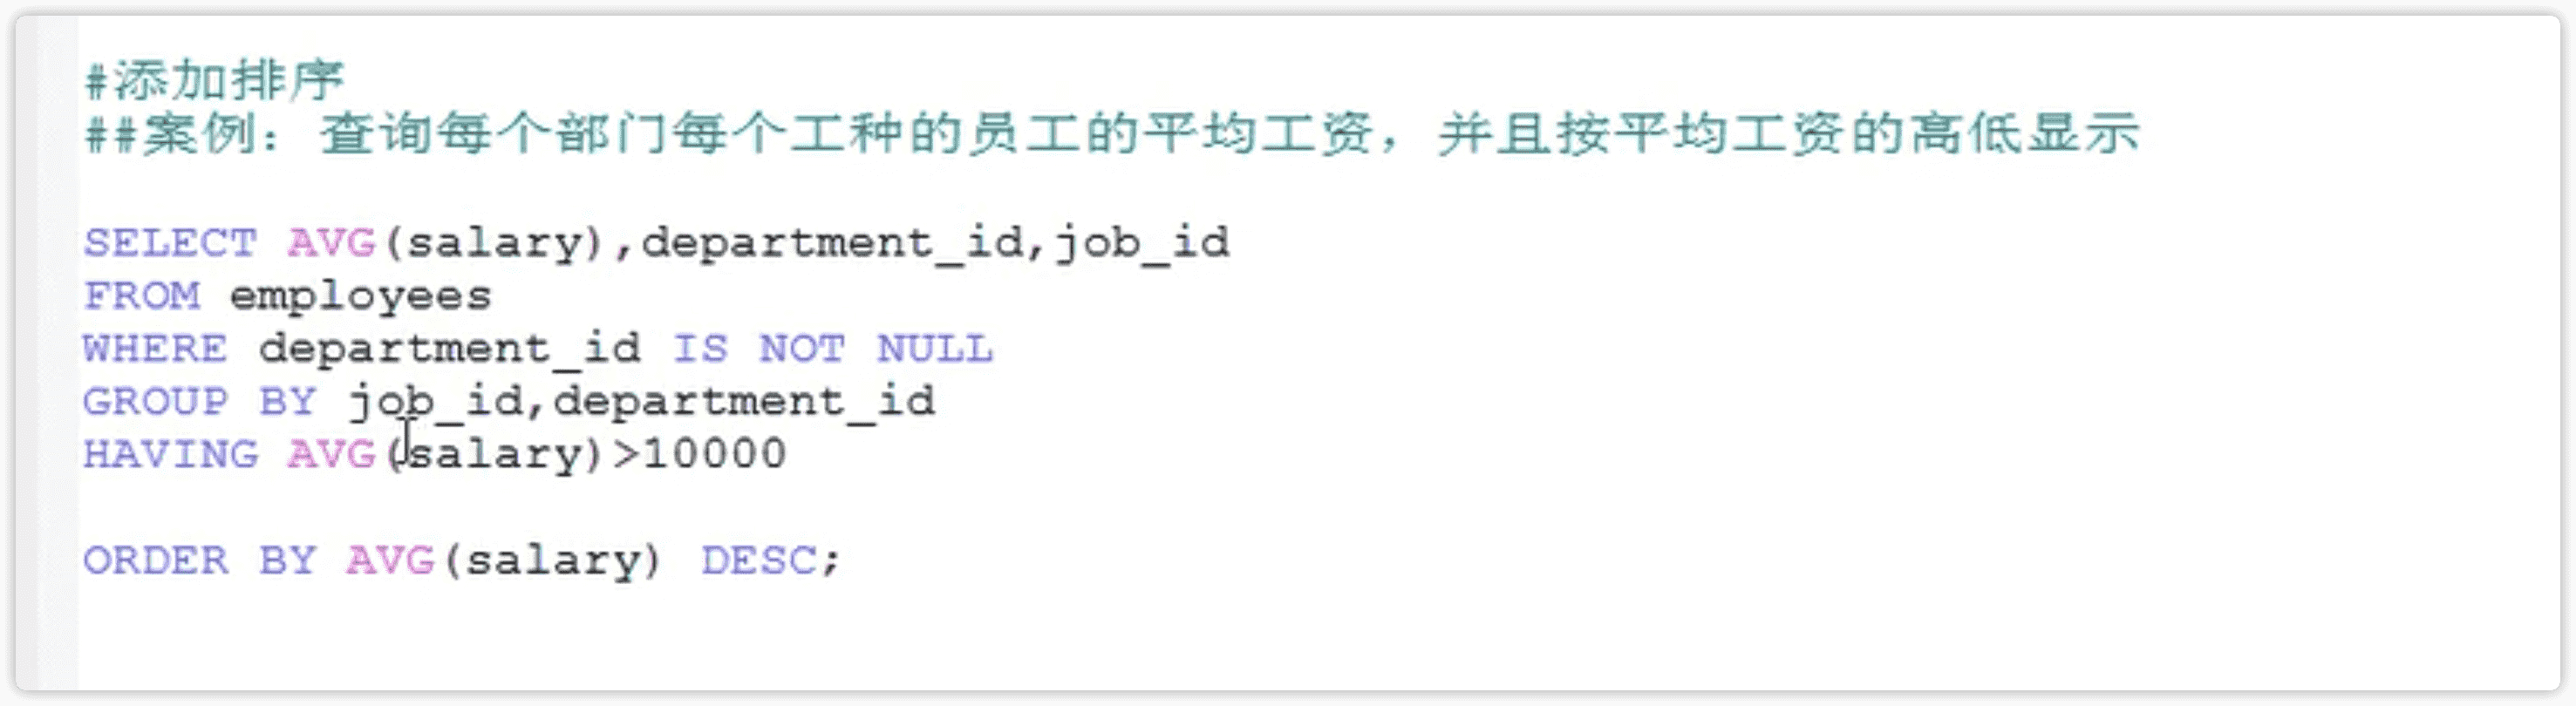 #添加排序
##案例：查询每个部门每个工种的员工的平均工资，并且按平均工资的高低显示
SELECT AVG(salary),department_id,job_id
FROM employees
WHERE department_id IS NOT NULL
GROUP BY job_id,department_id
HAVING AVG(salary)>10000
ORDER BY AVG(salary) DESC;